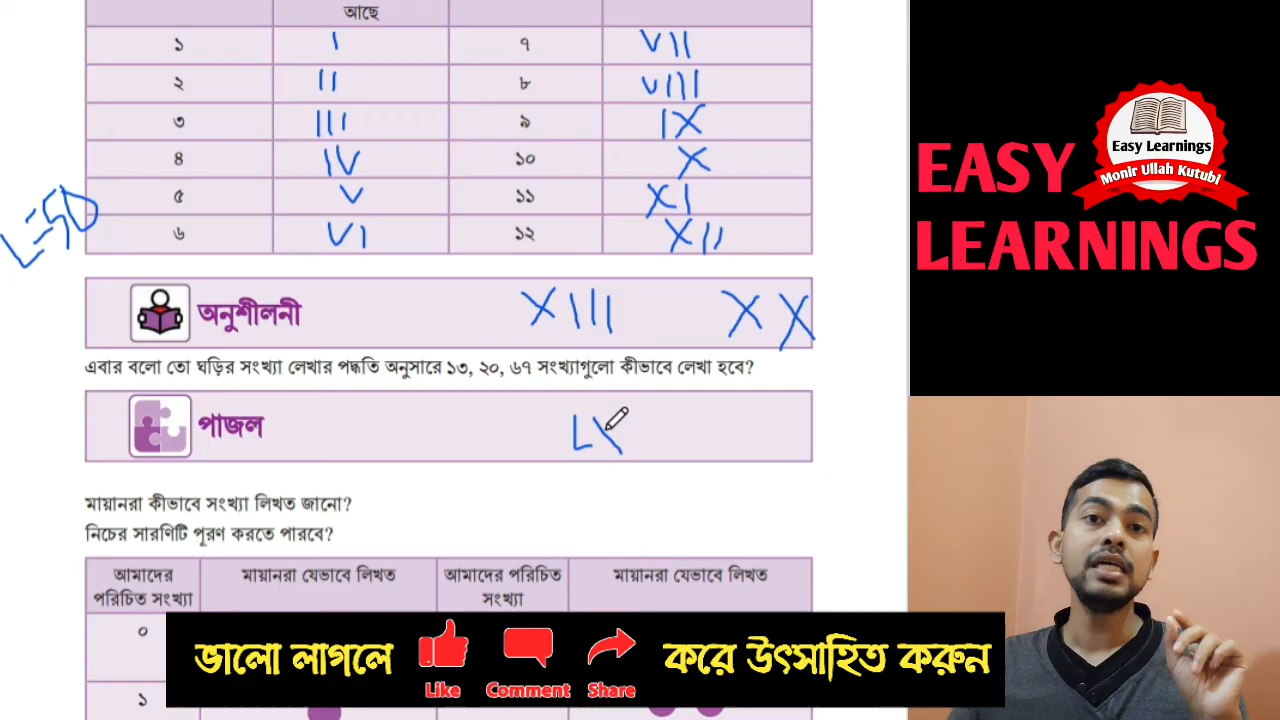 আছে
১ I ৭ VII
২ II ৮ VIII
৩ III ৯ IX
৪ IV ১০ X
৫ V ১১ XI
৬ VI ১২ XII
L=50
অনুশীলনী XIII XX
এবার বলো তো ঘড়ির সংখ্যা লেখার পদ্ধতি অনুসারে ১৩, ২০, ৬৭ সংখ্যাগুলো কীভাবে লেখা হবে?
পাজল
মায়ানরা কীভাবে সংখ্যা লিখত জানো?
নিচের সারণিটি পূরণ করতে পারবে?
আমাদের পরিচিত সংখ্যা মায়ানরা যেভাবে লিখত আমাদের পরিচিত সংখ্যা মায়ানরা যেভাবে লিখত
০
১
ভালো লাগলে Like Comment Share করে উৎসাহিত করুন
EASY
LEARNINGS
Easy Learnings
Monir Ullah Kutubi